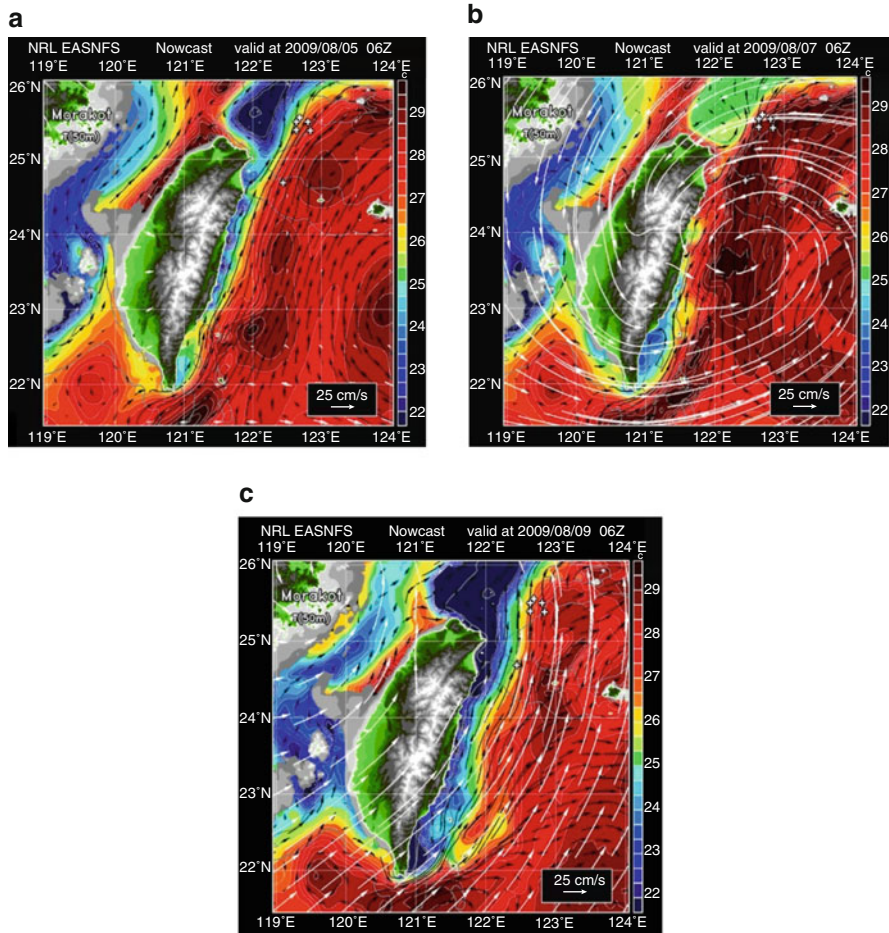 a
NRL EASNFS Nowcast valid at 2009/08/05 06Z
119˚E 120˚E 121˚E 122˚E 123˚E 124˚E
c
26˚N
Morakot
T(50m)
25˚N
24˚N
23˚N
22˚N
29
28
27
26
25
24
23
22
25 cm/s
119˚E 120˚E 121˚E 122˚E 123˚E 124˚E
b
NRL EASNFS Nowcast valid at 2009/08/07 06Z
119˚E 120˚E 121˚E 122˚E 123˚E 124˚E
c
26˚N
Morakot
T(50m)
25˚N
24˚N
23˚N
22˚N
29
28
27
26
25
24
23
22
25 cm/s
119˚E 120˚E 121˚E 122˚E 123˚E 124˚E
c
NRL EASNFS Nowcast valid at 2009/08/09 06Z
119˚E 120˚E 121˚E 122˚E 123˚E 124˚E
c
26˚N
Morakot
T(50m)
25˚N
24˚N
23˚N
22˚N
29
28
27
26
25
24
23
22
25 cm/s
119˚E 120˚E 121˚E 122˚E 123˚E 124˚E